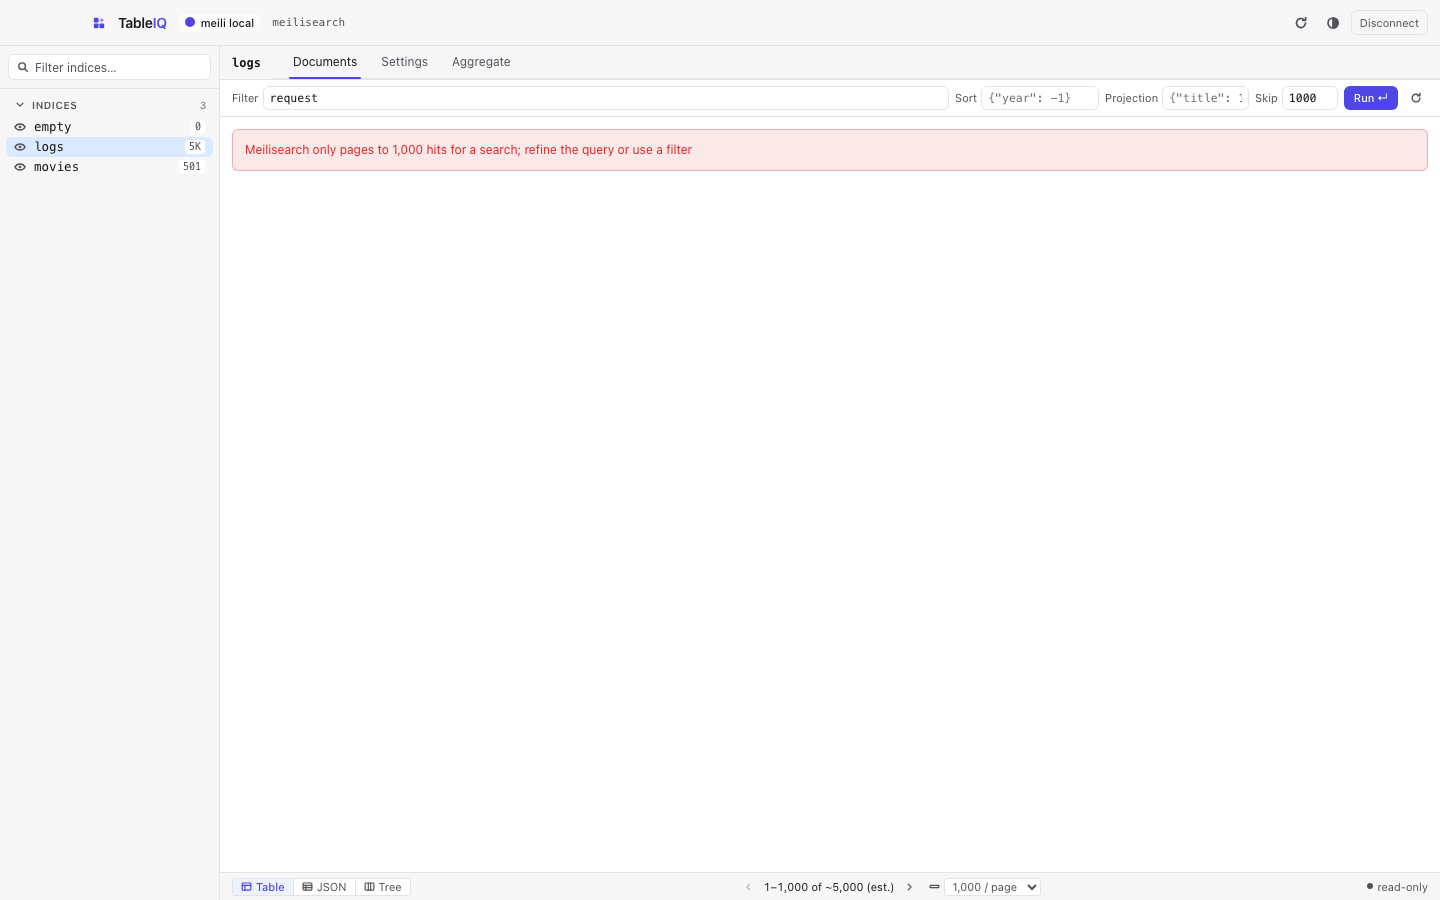 TableIQ meili local meilisearch Disconnect
Filter indices...
logs Documents Settings Aggregate
Filter request Sort {"year": −1} Projection {"title": 1 Skip 1000 Run
INDICES 3
empty 0
logs 5K
movies 501
Meilisearch only pages to 1,000 hits for a search; refine the query or use a filter
Table JSON Tree 1–1,000 of ~5,000 (est.) 1,000 / page read-only